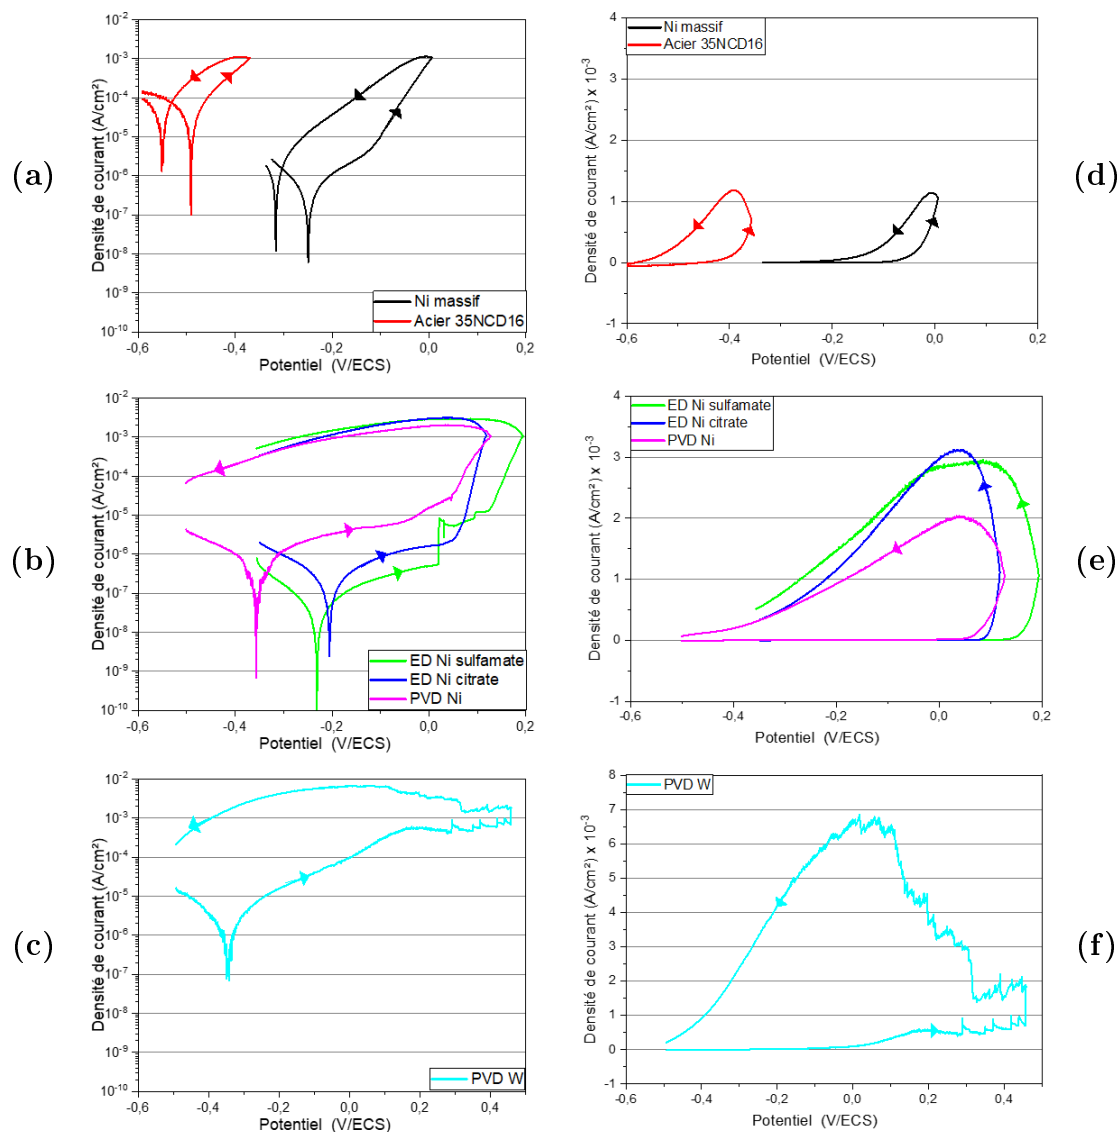 (a)
Densité de courant (A/cm²)
10⁻²
10⁻³
10⁻⁴
10⁻⁵
10⁻⁶
10⁻⁷
10⁻⁸
10⁻⁹
10⁻¹⁰
Ni massif
Acier 35NCD16
-0,6 -0,4 -0,2 0,0 0,2
Potentiel (V/ECS)
(d)
Densité de courant (A/cm²) x 10⁻³
Ni massif
Acier 35NCD16
4
3
2
1
0
-1
-0,6 -0,4 -0,2 0,0 0,2
Potentiel (V/ECS)
(b)
Densité de courant (A/cm²)
10⁻²
10⁻³
10⁻⁴
10⁻⁵
10⁻⁶
10⁻⁷
10⁻⁸
10⁻⁹
10⁻¹⁰
ED Ni sulfamate
ED Ni citrate
PVD Ni
-0,6 -0,4 -0,2 0,0 0,2
Potentiel (V/ECS)
(e)
Densité de courant (A/cm²) x 10⁻³
ED Ni sulfamate
ED Ni citrate
PVD Ni
4
3
2
1
0
-1
-0,6 -0,4 -0,2 0,0 0,2
Potentiel (V/ECS)
(c)
Densité de courant (A/cm²)
10⁻²
10⁻³
10⁻⁴
10⁻⁵
10⁻⁶
10⁻⁷
10⁻⁸
10⁻⁹
10⁻¹⁰
PVD W
-0,6 -0,4 -0,2 0,0 0,2 0,4
Potentiel (V/ECS)
(f)
Densité de courant (A/cm²) x 10⁻³
PVD W
8
7
6
5
4
3
2
1
0
-1
-0,6 -0,4 -0,2 0,0 0,2 0,4
Potentiel (V/ECS)